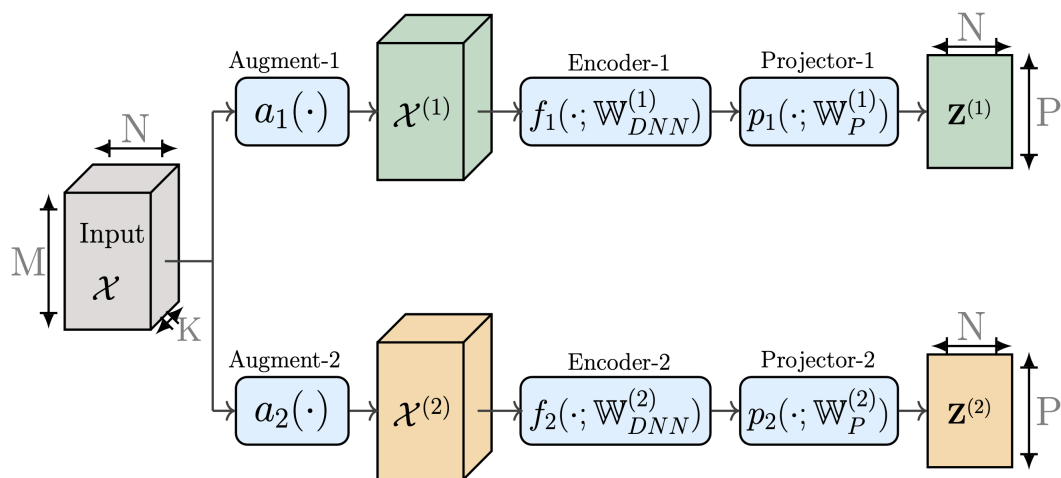 Augment-1
a₁(·)
𝒳⁽¹⁾
Encoder-1
f₁(·; 𝕎⁽¹⁾_DNN)
Projector-1
p₁(·; 𝕎⁽¹⁾_P)
N
Z⁽¹⁾
P
N
M
Input
𝒳
K
Augment-2
a₂(·)
𝒳⁽²⁾
Encoder-2
f₂(·; 𝕎⁽²⁾_DNN)
Projector-2
p₂(·; 𝕎⁽²⁾_P)
N
Z⁽²⁾
P